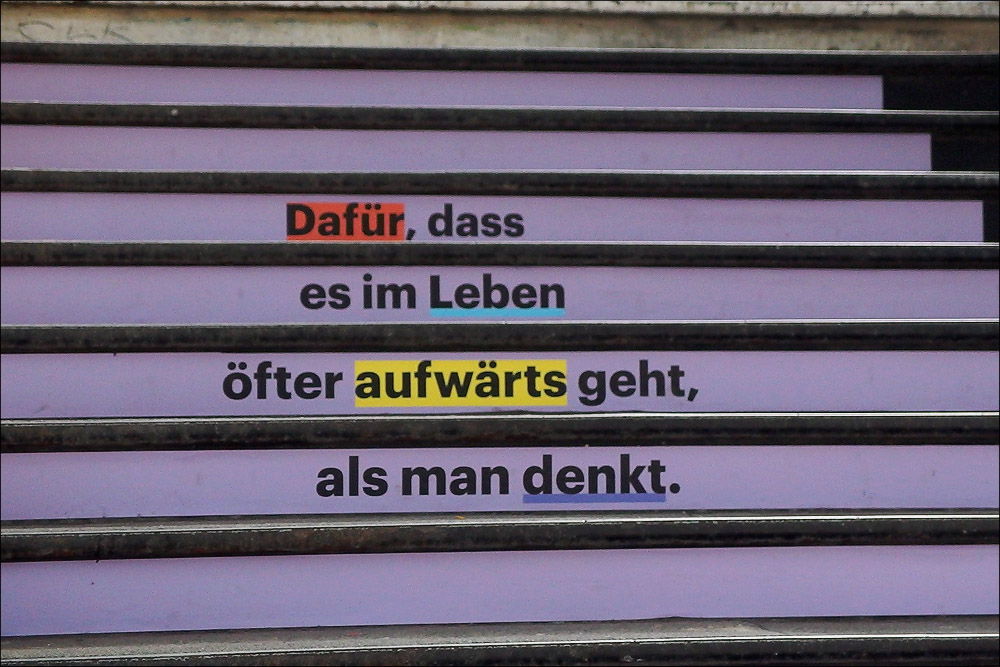 Dafür, dass
es im Leben
öfter aufwärts geht,
als man denkt.